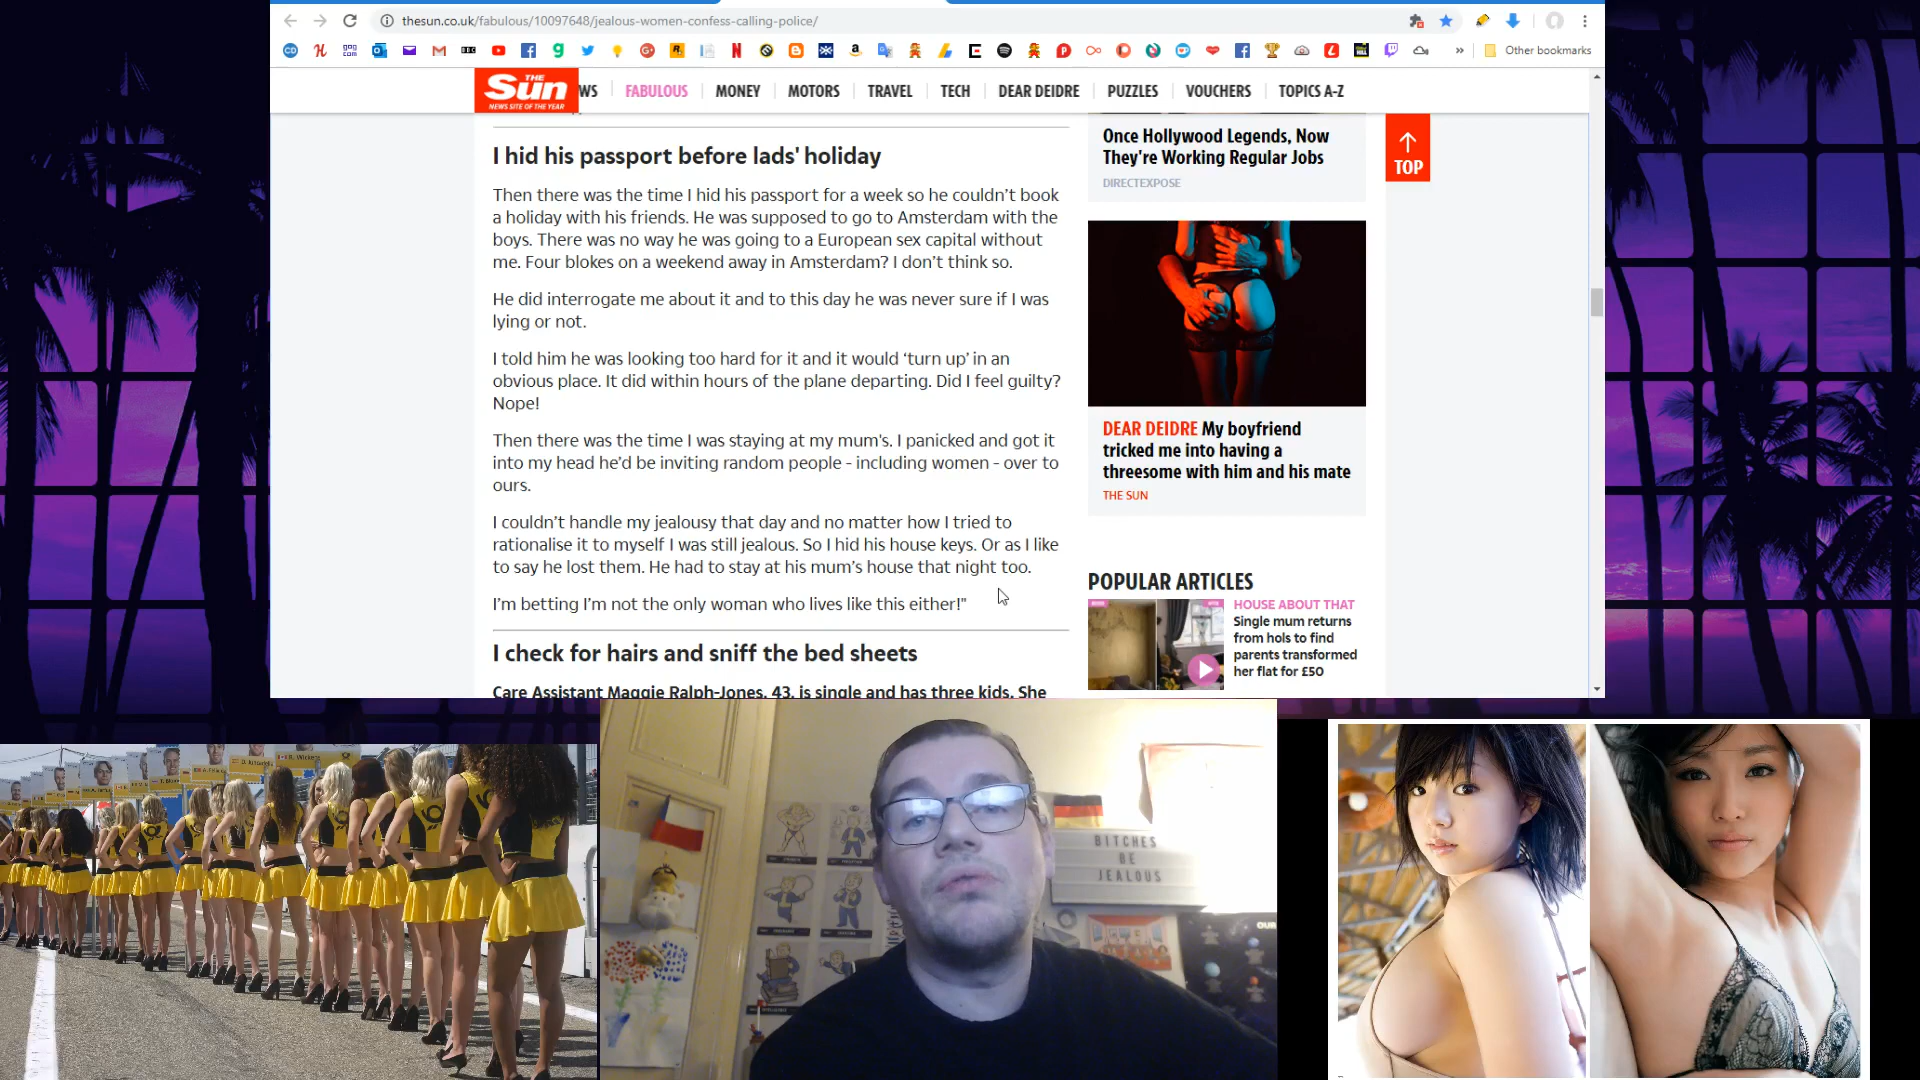 thesun.co.uk/fabulous/10097648/jealous-women-confess-calling-police/
Other bookmarks
THE
Sun
NEWS SITE OF THE YEAR
WS
FABULOUS
MONEY
MOTORS
TRAVEL
TECH
DEAR DEIDRE
PUZZLES
VOUCHERS
TOPICS A-Z
I hid his passport before lads' holiday
Then there was the time I hid his passport for a week so he couldn’t book
a holiday with his friends. He was supposed to go to Amsterdam with the
boys. There was no way he was going to a European sex capital without
me. Four blokes on a weekend away in Amsterdam? I don’t think so.
He did interrogate me about it and to this day he was never sure if I was
lying or not.
I told him he was looking too hard for it and it would ‘turn up’ in an
obvious place. It did within hours of the plane departing. Did I feel guilty?
Nope!
Then there was the time I was staying at my mum’s. I panicked and got it
into my head he’d be inviting random people - including women - over to
ours.
I couldn’t handle my jealousy that day and no matter how I tried to
rationalise it to myself I was still jealous. So I hid his house keys. Or as I like
to say he lost them. He had to stay at his mum’s house that night too.
I’m betting I’m not the only woman who lives like this either!"
I check for hairs and sniff the bed sheets
Care Assistant Maggie Ralph-Jones, 43, is single and has three kids. She
Once Hollywood Legends, Now
They're Working Regular Jobs
DIRECTEXPOSE
TOP
DEAR DEIDRE My boyfriend
tricked me into having a
threesome with him and his mate
THE SUN
POPULAR ARTICLES
HOUSE ABOUT THAT
Single mum returns
from hols to find
parents transformed
her flat for £50
BITCHES
BE
JEALOUS
OUR